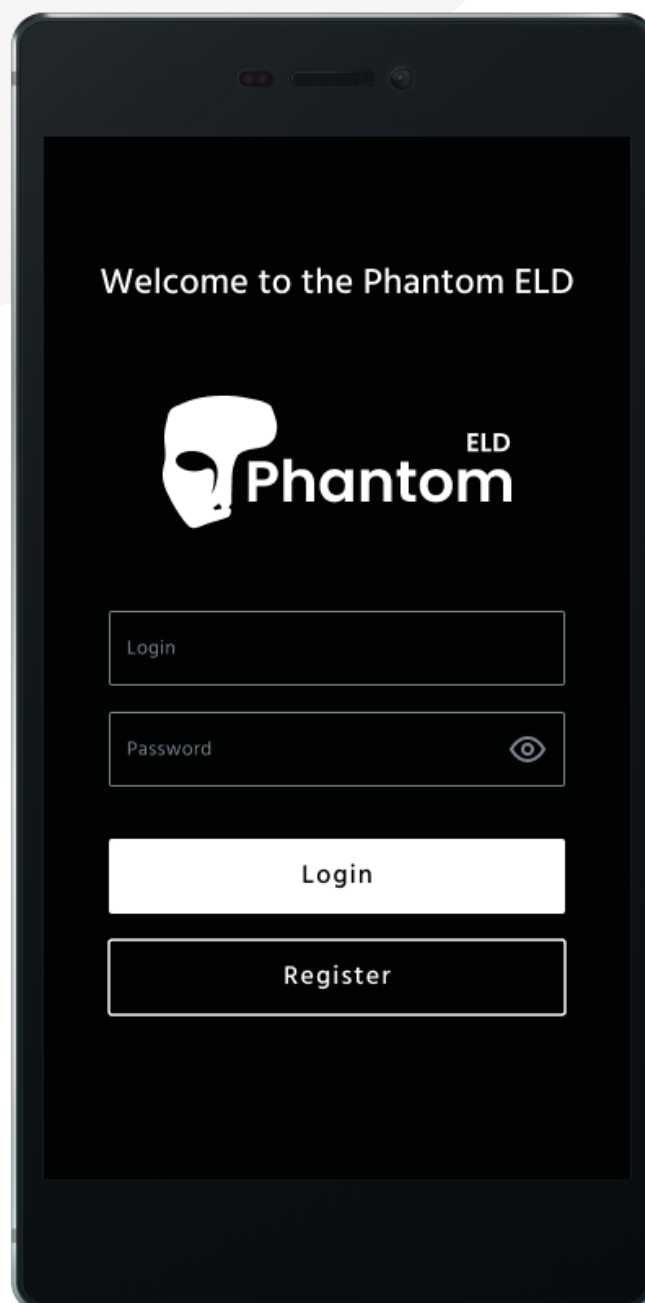 Welcome to the Phantom ELD
ELD
Phantom
Login
Password
Login
Register